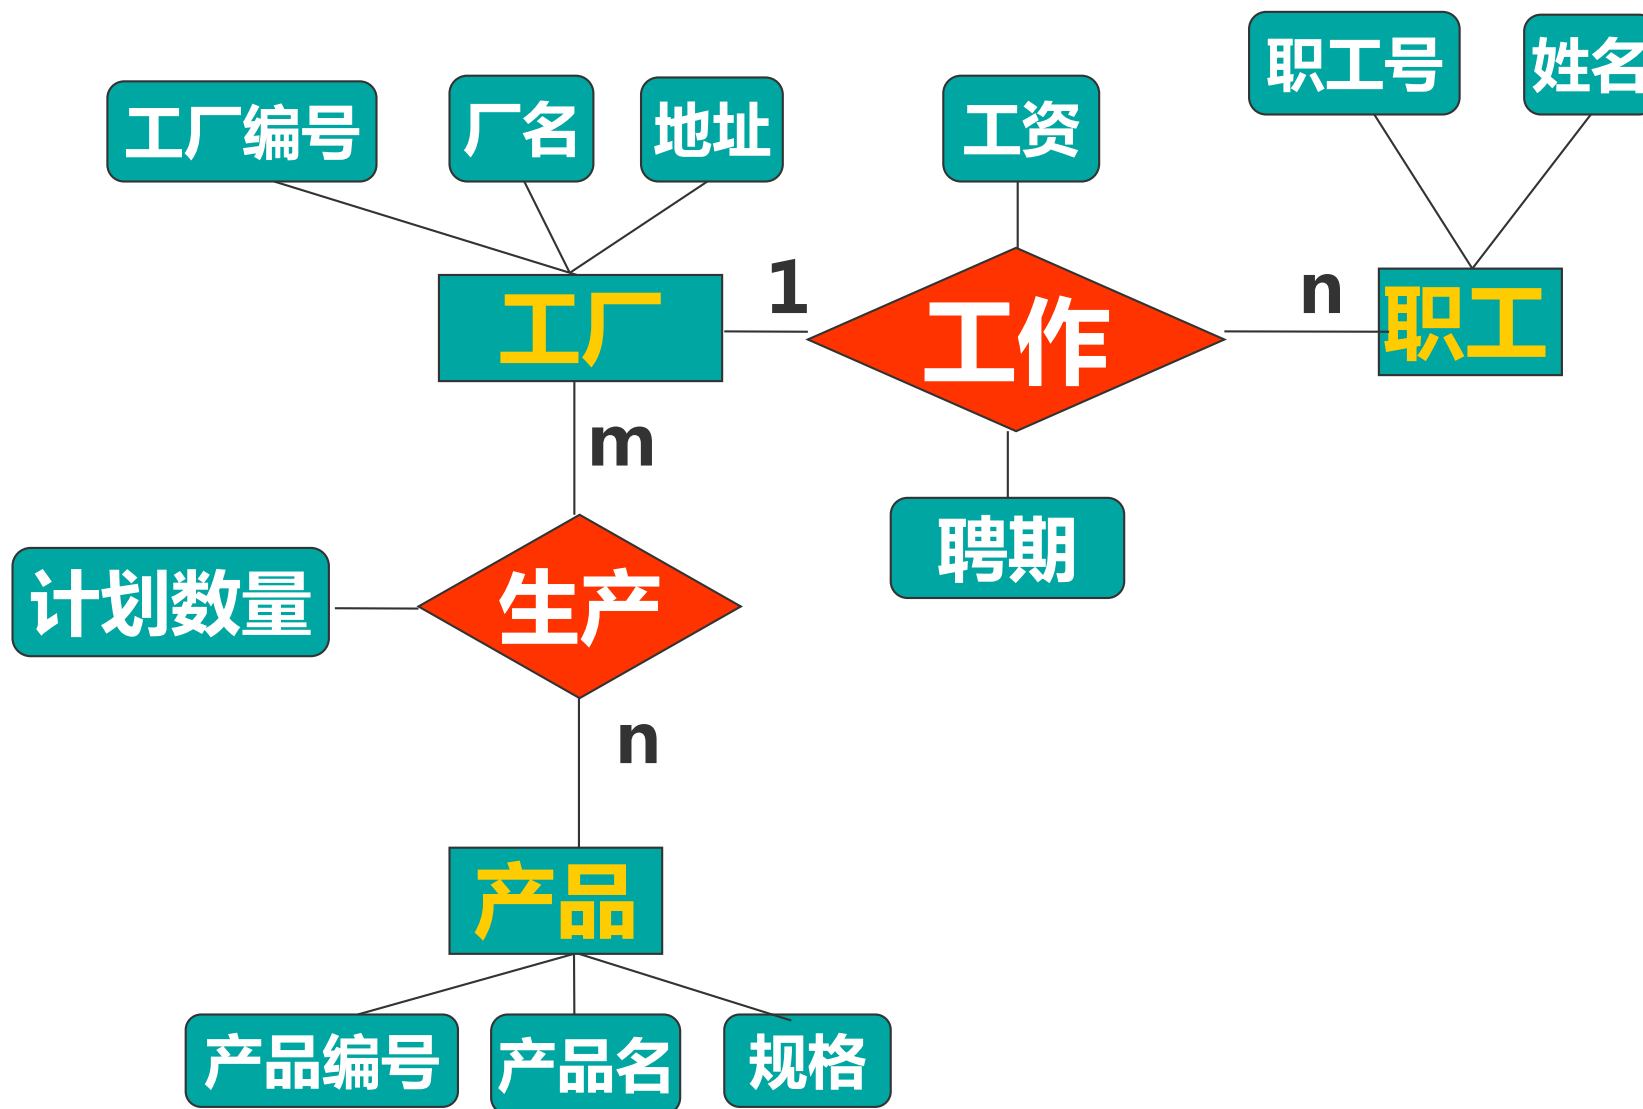 职工号
姓名
工厂编号
厂名
地址
工资
工厂
1
工作
n
职工
m
聘期
计划数量
生产
n
产品
产品编号
产品名
规格